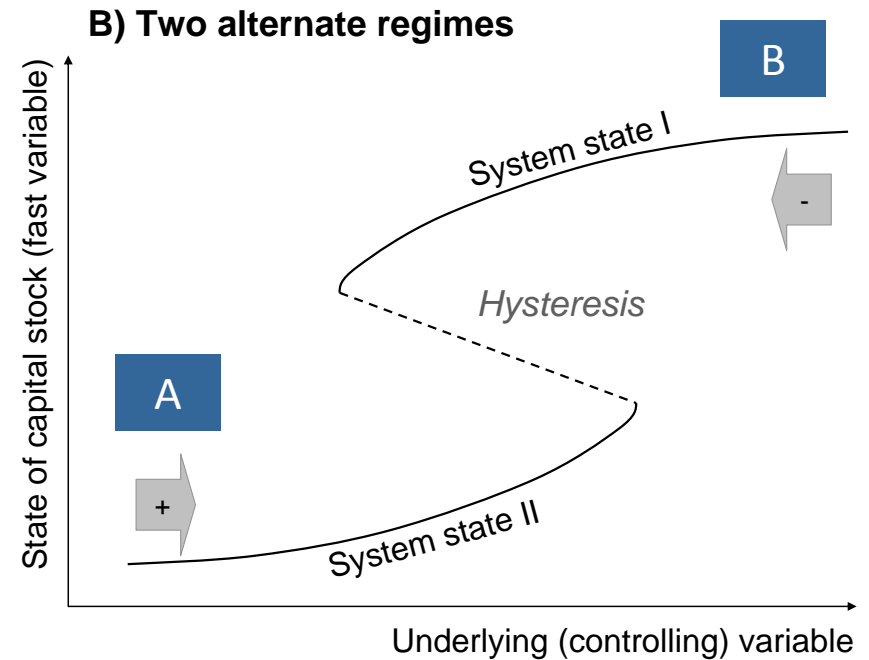 B) Two alternate regimes
B
State of capital stock (fast variable)
System state I
-
Hysteresis
A
+
System state II
Underlying (controlling) variable